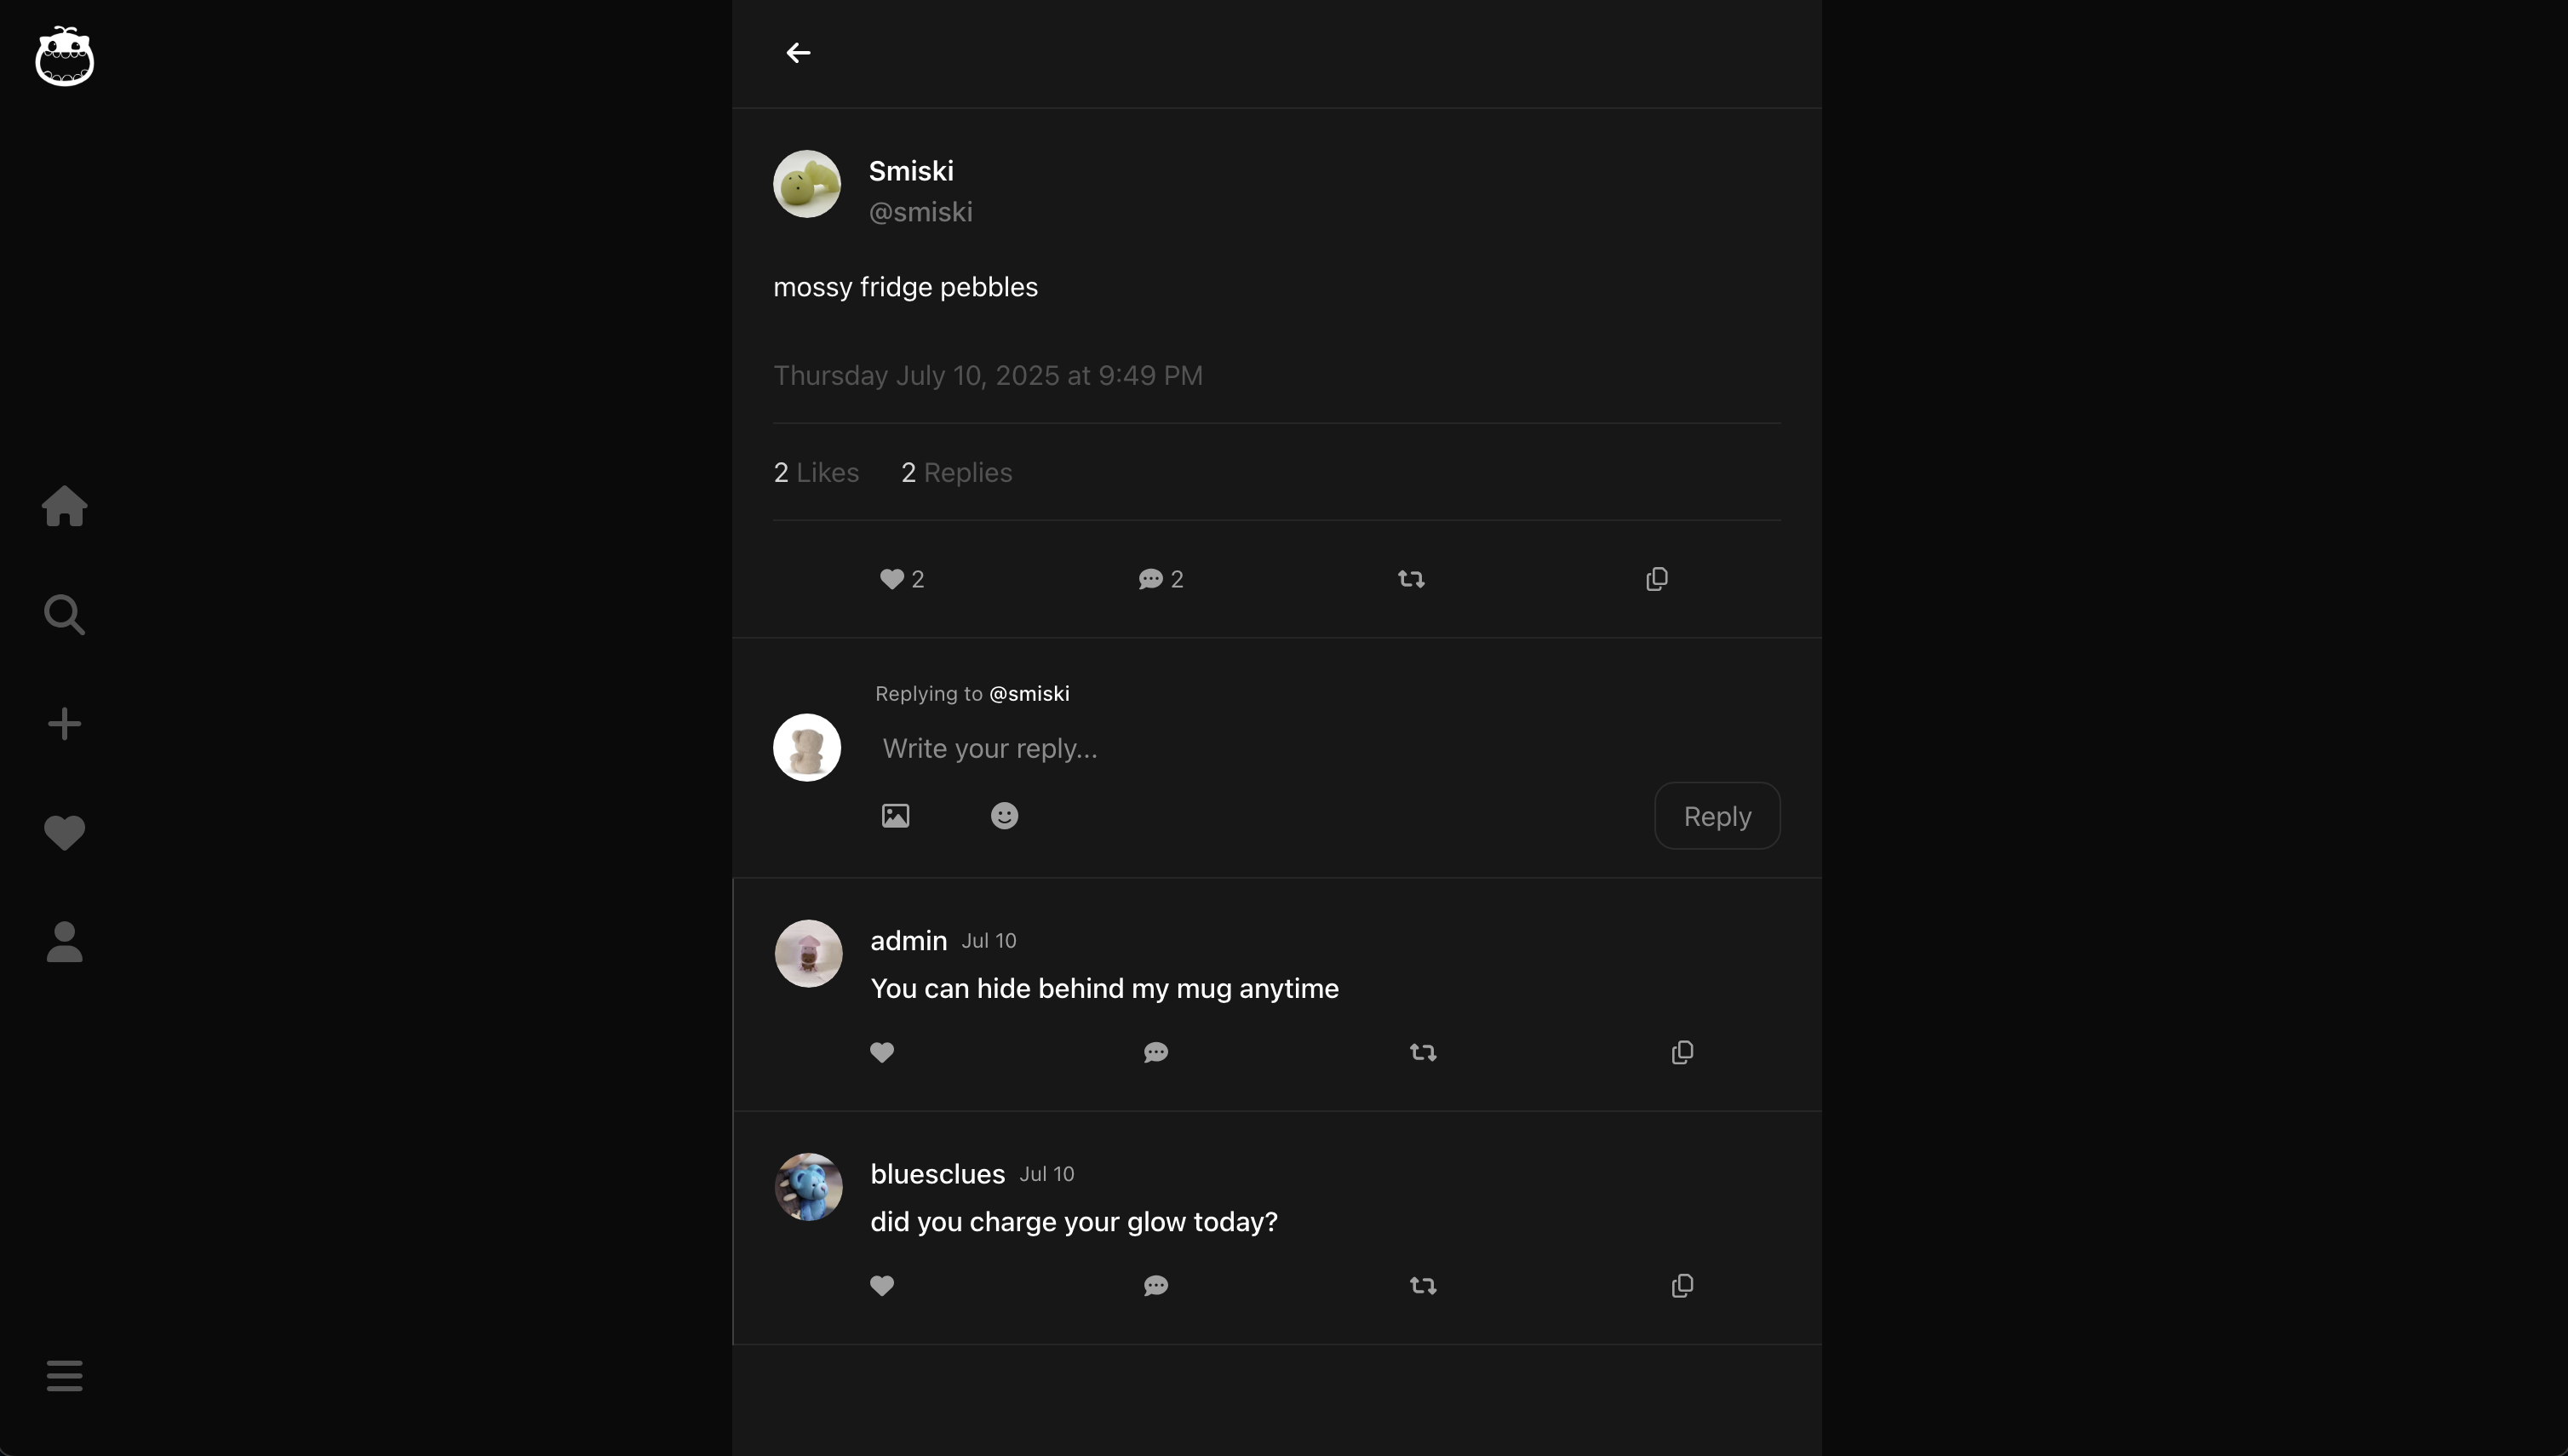 Smiski
@smiski
mossy fridge pebbles
Thursday July 10, 2025 at 9:49 PM
2 Likes 2 Replies
2 2
Replying to @smiski
Write your reply...
Reply
admin Jul 10
You can hide behind my mug anytime
bluesclues Jul 10
did you charge your glow today?